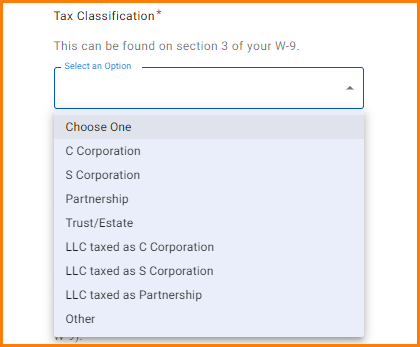 Tax Classification*
This can be found on section 3 of your W-9.
Select an Option
Choose One
C Corporation
S Corporation
Partnership
Trust/Estate
LLC taxed as C Corporation
LLC taxed as S Corporation
LLC taxed as Partnership
Other
W-9).